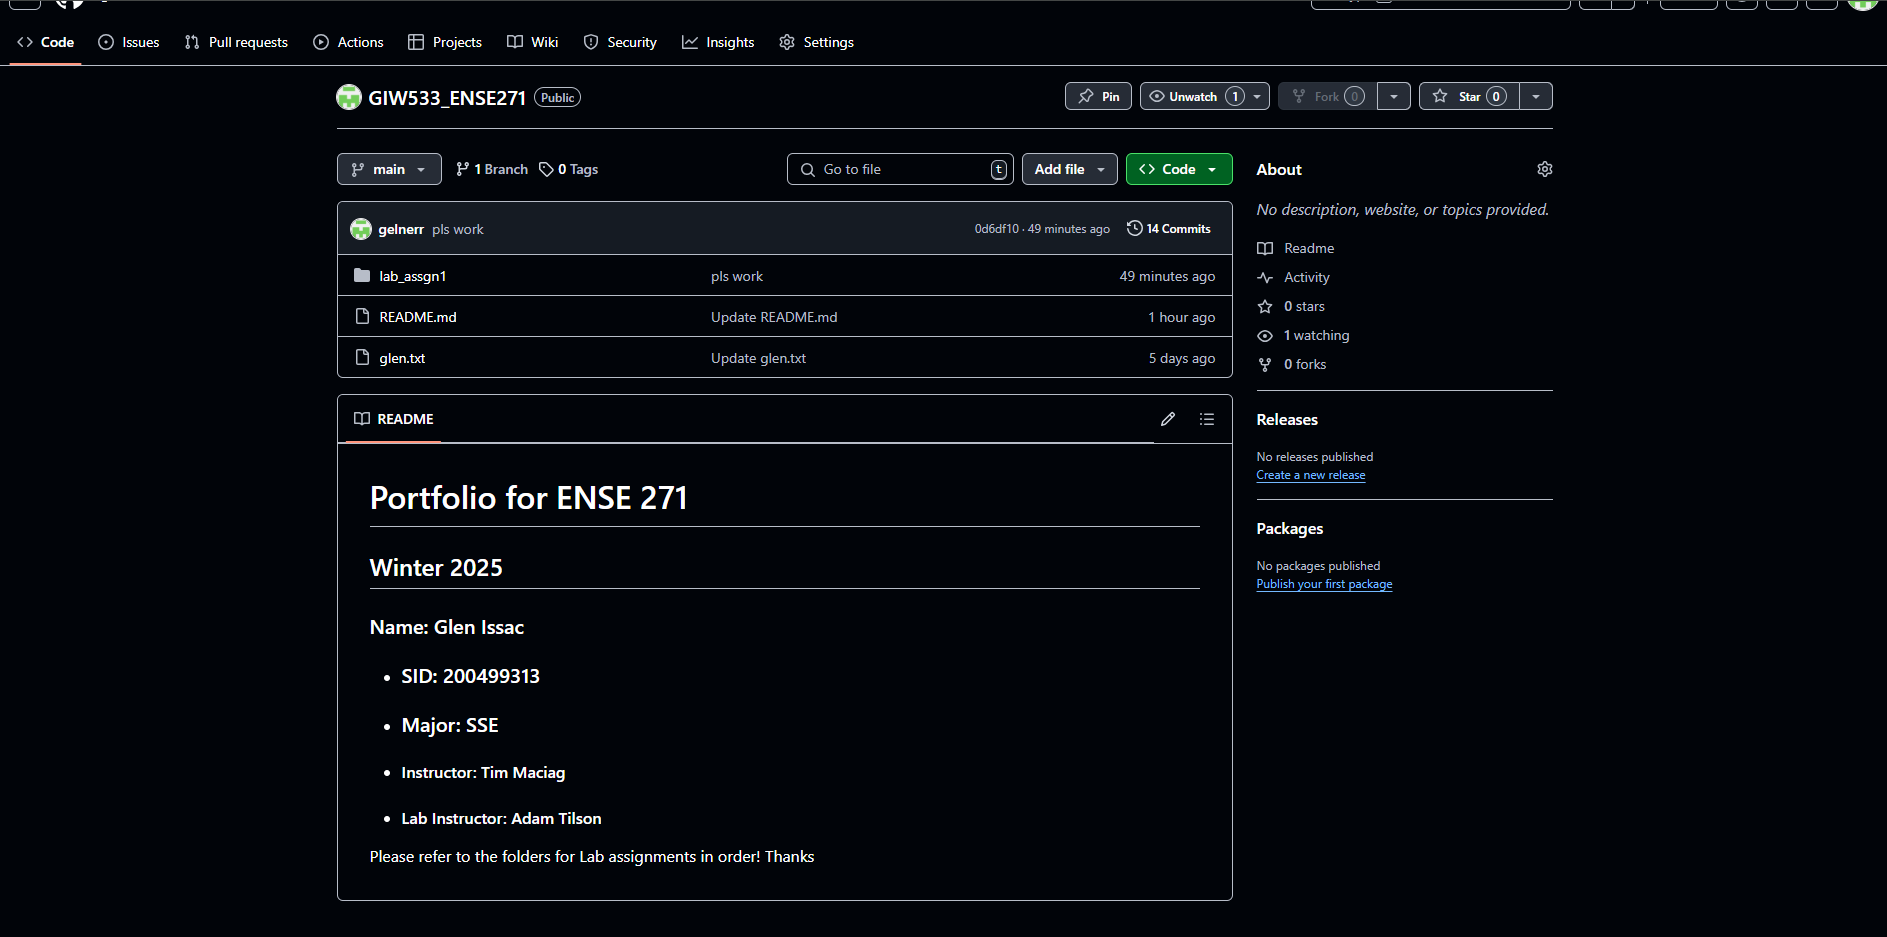 Code Issues Pull requests Actions Projects Wiki Security Insights Settings
GIW533_ENSE271 Public Pin Unwatch 1 Fork 0 Star 0
main 1 Branch 0 Tags Go to file t Add file Code
gelnerr pls work 0d6df10 · 49 minutes ago 14 Commits
lab_assgn1 pls work 49 minutes ago
README.md Update README.md 1 hour ago
glen.txt Update glen.txt 5 days ago
README
Portfolio for ENSE 271
Winter 2025
Name: Glen Issac
• SID: 200499313
• Major: SSE
• Instructor: Tim Maciag
• Lab Instructor: Adam Tilson
Please refer to the folders for Lab assignments in order! Thanks
About
No description, website, or topics provided.
Readme
Activity
0 stars
1 watching
0 forks
Releases
No releases published
Create a new release
Packages
No packages published
Publish your first package